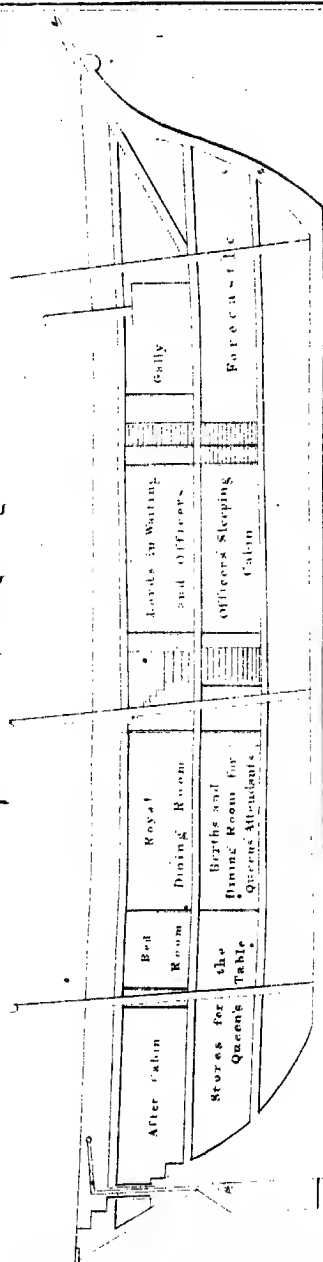 After Cabin
Bed
Room
Royal
Dining Room
Lords in Waiting
and Officers
Gally
Stores for the
Queen's Table
Berths and
Dining Room for
Queens' Attendants
Officers Sleeping
Cabin
Forecastle